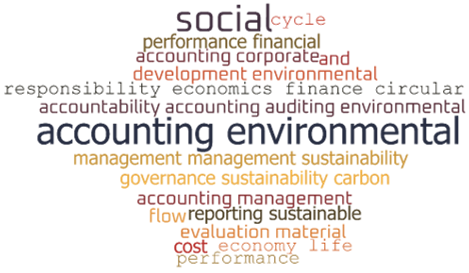 social cycle
performance financial
accounting corporate and
development environmental
responsibility economics finance circular
accountability accounting auditing environmental
accounting environmental
management management sustainability
governance sustainability carbon
accounting management
flow reporting sustainable
evaluation material
cost economy life
performance